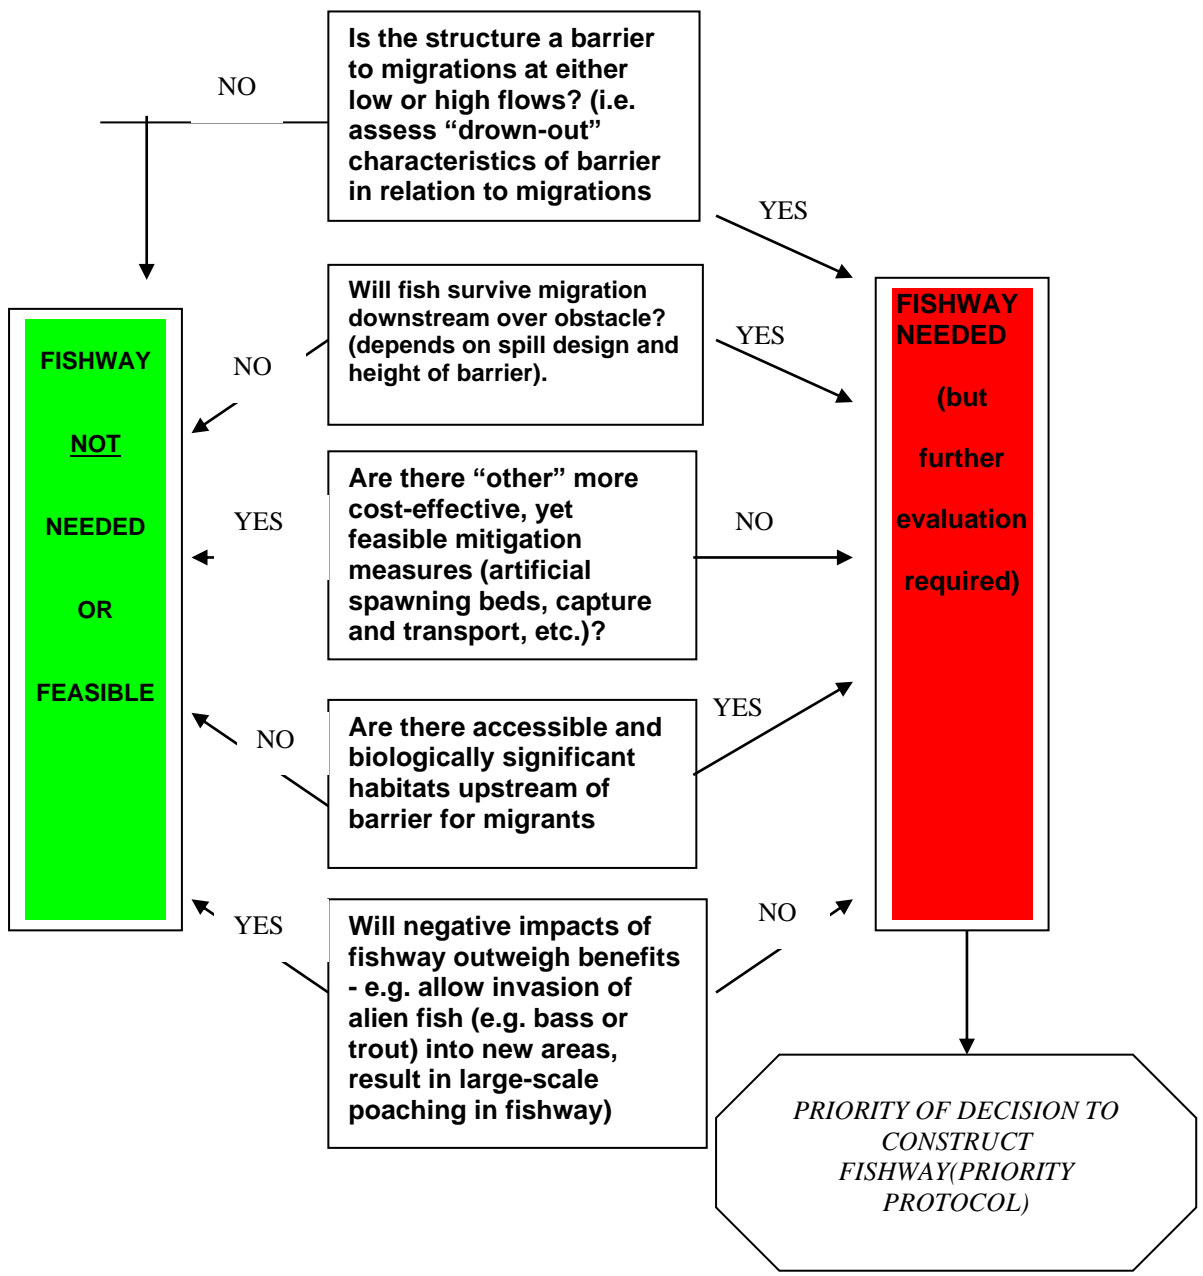 Is the structure a barrier
to migrations at either
low or high flows? (i.e.
assess “drown-out”
characteristics of barrier
in relation to migrations
NO
YES
Will fish survive migration
downstream over obstacle?
(depends on spill design and
height of barrier).
NO
YES
Are there “other” more
cost-effective, yet
feasible mitigation
measures (artificial
spawning beds, capture
and transport, etc.)?
YES
NO
Are there accessible and
biologically significant
habitats upstream of
barrier for migrants
NO
YES
Will negative impacts of
fishway outweigh benefits
- e.g. allow invasion of
alien fish (e.g. bass or
trout) into new areas,
result in large-scale
poaching in fishway)
YES
NO
FISHWAY
NOT
NEEDED
OR
FEASIBLE
FISHWAY
NEEDED
(but
further
evaluation
required)
PRIORITY OF DECISION TO
CONSTRUCT
FISHWAY(PRIORITY
PROTOCOL)